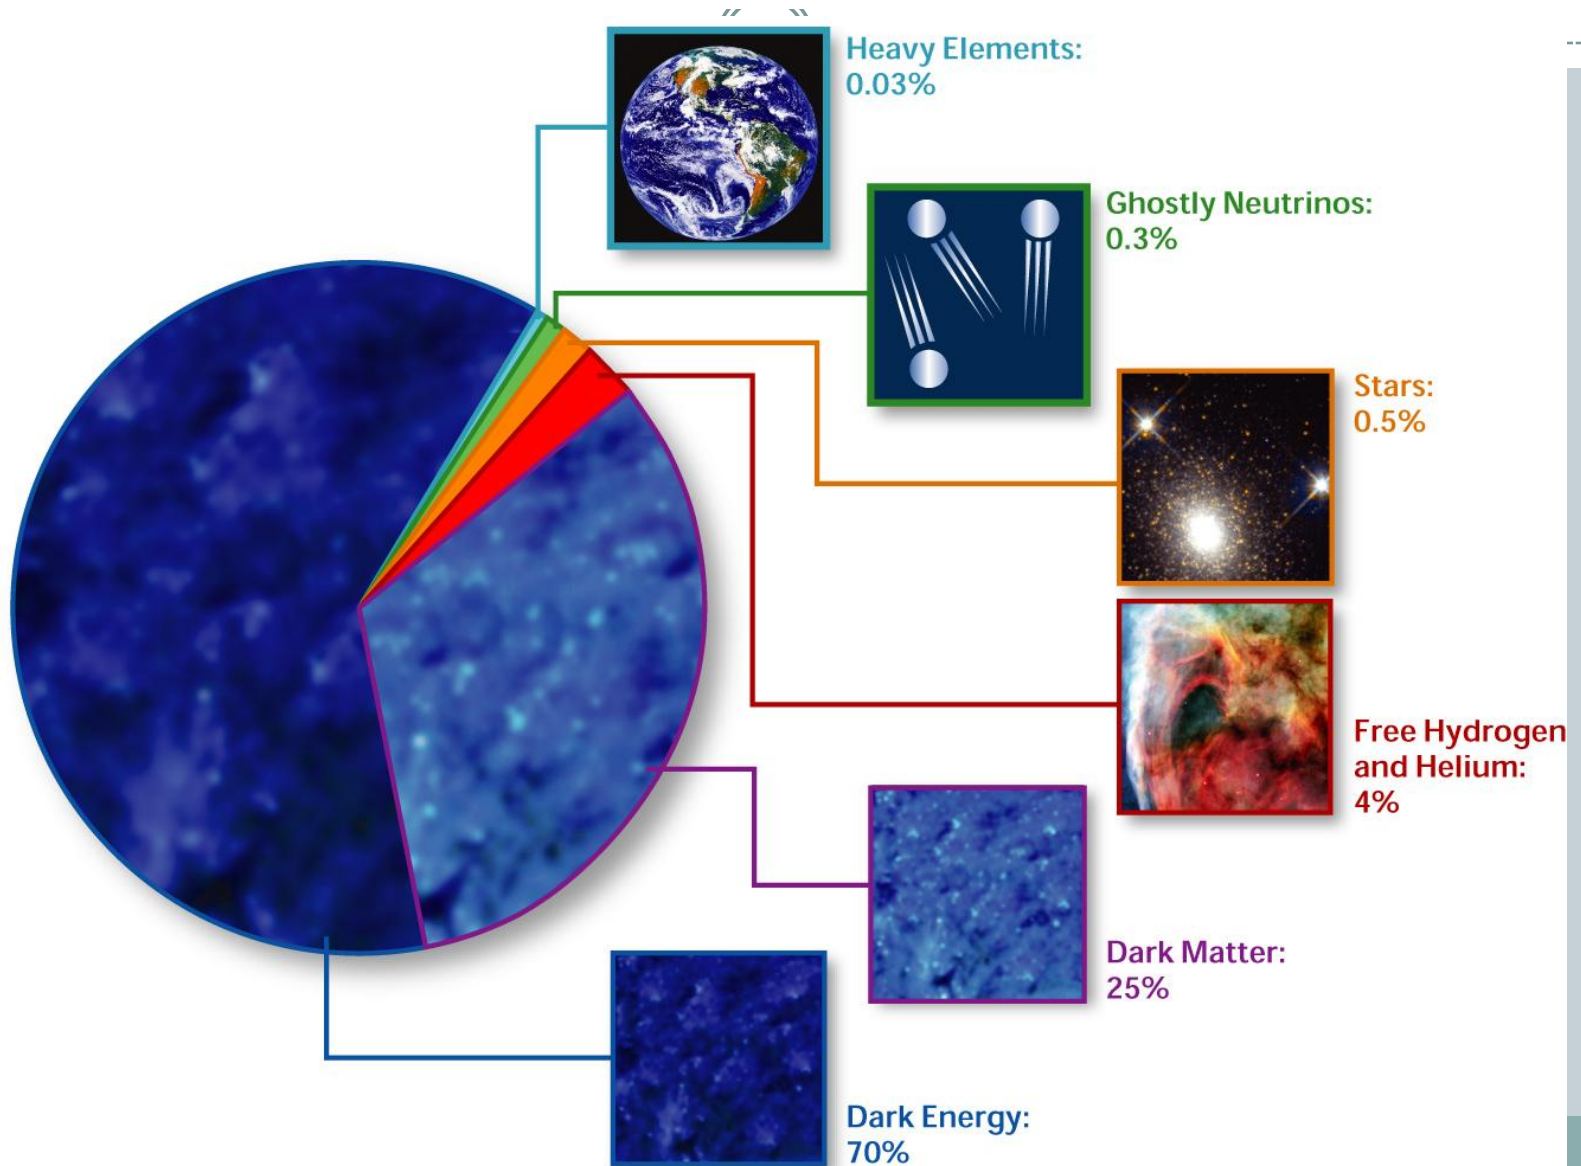 Heavy Elements:
0.03%
Ghostly Neutrinos:
0.3%
Stars:
0.5%
Free Hydrogen
and Helium:
4%
Dark Matter:
25%
Dark Energy:
70%